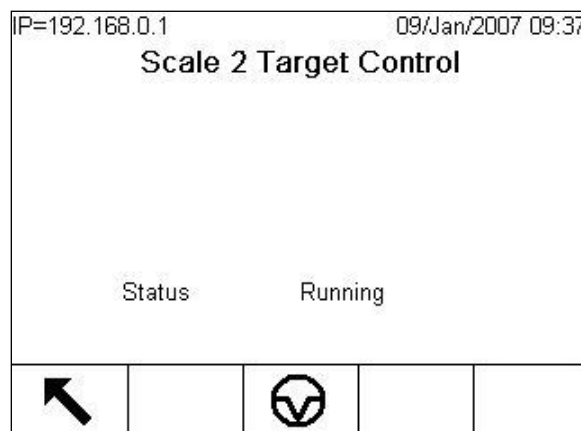 IP=192.168.0.1 09/Jan/2007 09:37
Scale 2 Target Control
Status Running